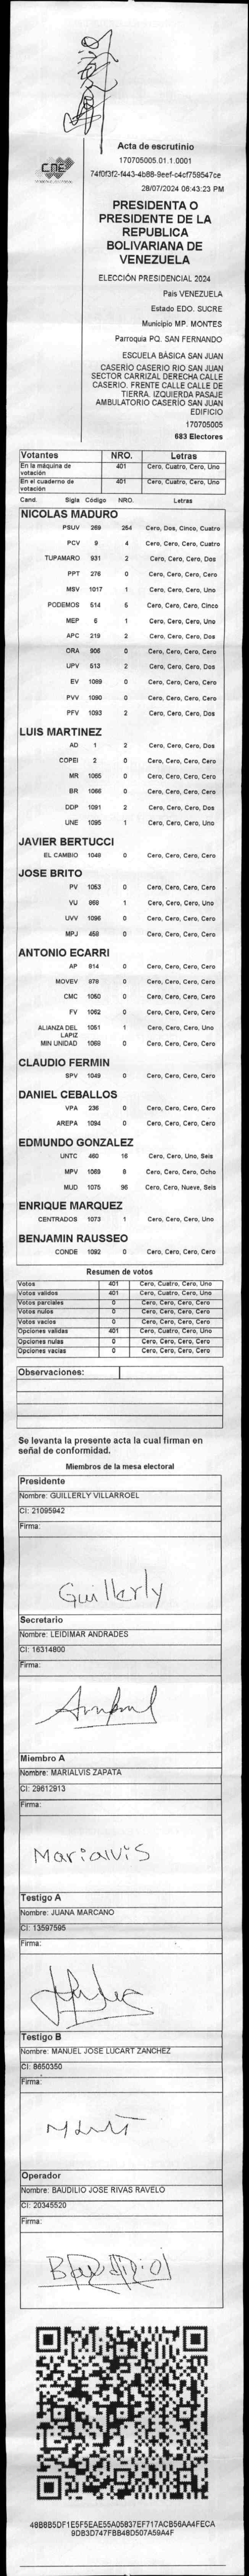 Acta de escrutinio
CNE
170705005.01.1.0001
74f0f3f2-f443-4b88-9eef-c4cf759547ce
28/07/2024 06:43:23 PM
PRESIDENTA O
PRESIDENTE DE LA
REPUBLICA
BOLIVARIANA DE
VENEZUELA
ELECCIÓN PRESIDENCIAL 2024
Pais VENEZUELA
Estado EDO. SUCRE
Municipio MP. MONTES
Parroquia PQ. SAN FERNANDO
ESCUELA BÁSICA SAN JUAN
CASERÍO CASERIO RIO SAN JUAN
SECTOR CARRIZAL DERECHA CALLE
CASERIO. FRENTE CALLE CALLE DE
TIERRA. IZQUIERDA PASAJE
AMBULATORIO CASERÍO SAN JUAN
EDIFICIO
170705005
683 Electores
Votantes NRO. Letras
En la máquina de votación 401 Cero, Cuatro, Cero, Uno
En el cuaderno de votación 401 Cero, Cuatro, Cero, Uno
Cand. Sigla Código NRO. Letras
NICOLAS MADURO
PSUV 269 254 Cero, Dos, Cinco, Cuatro
PCV 9 4 Cero, Cero, Cero, Cuatro
TUPAMARO 931 2 Cero, Cero, Cero, Dos
PPT 276 0 Cero, Cero, Cero, Cero
MSV 1017 1 Cero, Cero, Cero, Uno
PODEMOS 514 5 Cero, Cero, Cero, Cinco
MEP 6 1 Cero, Cero, Cero, Uno
APC 219 2 Cero, Cero, Cero, Dos
ORA 906 0 Cero, Cero, Cero, Cero
UPV 513 2 Cero, Cero, Cero, Dos
EV 1089 0 Cero, Cero, Cero, Cero
PVV 1090 0 Cero, Cero, Cero, Cero
PFV 1093 2 Cero, Cero, Cero, Dos
LUIS MARTINEZ
AD 1 2 Cero, Cero, Cero, Dos
COPEI 2 0 Cero, Cero, Cero, Cero
MR 1065 0 Cero, Cero, Cero, Cero
BR 1066 0 Cero, Cero, Cero, Cero
DDP 1091 2 Cero, Cero, Cero, Dos
UNE 1095 1 Cero, Cero, Cero, Uno
JAVIER BERTUCCI
EL CAMBIO 1048 0 Cero, Cero, Cero, Cero
JOSE BRITO
PV 1053 0 Cero, Cero, Cero, Cero
VU 868 1 Cero, Cero, Cero, Uno
UVV 1096 0 Cero, Cero, Cero, Cero
MPJ 458 0 Cero, Cero, Cero, Cero
ANTONIO ECARRI
AP 914 0 Cero, Cero, Cero, Cero
MOVEV 979 0 Cero, Cero, Cero, Cero
CMC 1050 0 Cero, Cero, Cero, Cero
FV 1062 0 Cero, Cero, Cero, Cero
ALIANZA DEL LAPIZ 1051 1 Cero, Cero, Cero, Uno
MIN UNIDAD 1069 0 Cero, Cero, Cero, Cero
CLAUDIO FERMIN
SPV 1049 0 Cero, Cero, Cero, Cero
DANIEL CEBALLOS
VPA 236 0 Cero, Cero, Cero, Cero
AREPA 1094 0 Cero, Cero, Cero, Cero
EDMUNDO GONZALEZ
UNTC 460 16 Cero, Cero, Uno, Seis
MPV 1069 8 Cero, Cero, Cero, Ocho
MUD 1075 96 Cero, Cero, Nueve, Seis
ENRIQUE MARQUEZ
CENTRADOS 1073 1 Cero, Cero, Cero, Uno
BENJAMIN RAUSSEO
CONDE 1092 0 Cero, Cero, Cero, Cero
Resumen de votos
Votos 401 Cero, Cuatro, Cero, Uno
Votos validos 401 Cero, Cuatro, Cero, Uno
Votos parciales 0 Cero, Cero, Cero, Cero
Votos nulos 0 Cero, Cero, Cero, Cero
Votos vacios 0 Cero, Cero, Cero, Cero
Opciones validas 401 Cero, Cuatro, Cero, Uno
Opciones nulas 0 Cero, Cero, Cero, Cero
Opciones vacias 0 Cero, Cero, Cero, Cero
Observaciones:
Se levanta la presente acta la cual firman en
señal de conformidad.
Miembros de la mesa electoral
Presidente
Nombre: GUILLERLY VILLARROEL
CI: 21095942
Firma:
Guillerly
Secretario
Nombre: LEIDIMAR ANDRADES
CI: 16314800
Firma:
Miembro A
Nombre: MARIALVIS ZAPATA
CI: 29612913
Firma:
Marialvis
Testigo A
Nombre: JUANA MARCANO
CI: 13597595
Firma:
Testigo B
Nombre: MANUEL JOSE LUCART ZANCHEZ
CI: 8650350
Firma:
Operador
Nombre: BAUDILIO JOSE RIVAS RAVELO
CI: 20345520
Firma:
Baudilio
48B8B5DF1E5F5EAE55A05837EF717ACB56AA4FECA
9DB3D747FBB48D507A59A4F